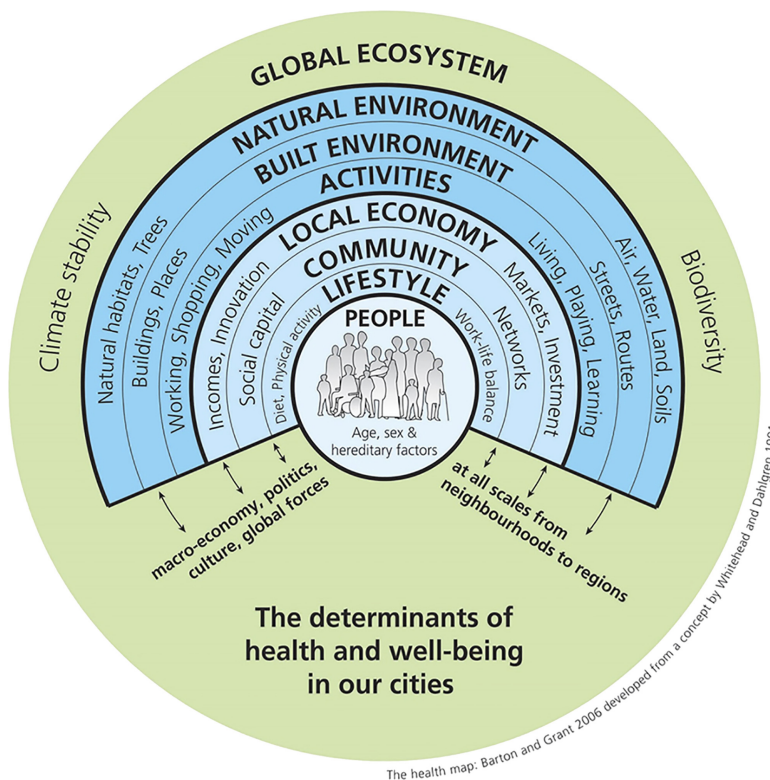 GLOBAL ECOSYSTEM
NATURAL ENVIRONMENT
BUILT ENVIRONMENT
ACTIVITIES
LOCAL ECONOMY
COMMUNITY
LIFESTYLE
PEOPLE
Age, sex &
hereditary factors
Climate stability
Natural habitats, Trees
Buildings, Places
Working, Shopping, Moving
Incomes, Innovation
Social capital
Diet, Physical activity
Work-life balance
Networks
Markets, Investment
Living, Playing, Learning
Streets, Routes
Air, Water, Land, Soils
Biodiversity
macro-economy, politics,
culture, global forces
at all scales from
neighbourhoods to regions
The determinants of
health and well-being
in our cities
The health map: Barton and Grant 2006 developed from a concept by Whitehead and Dahlgren